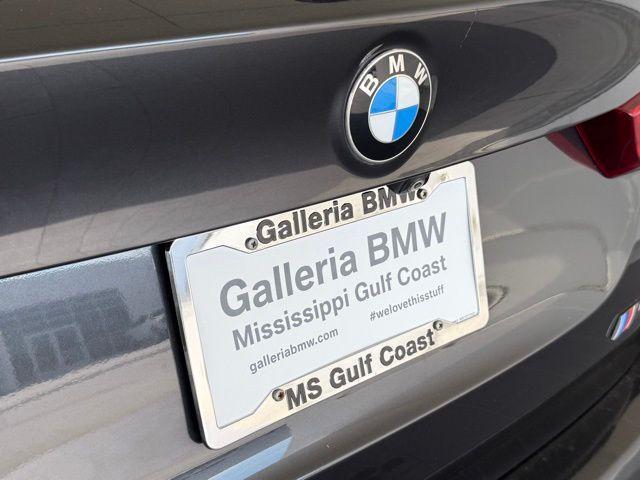 BMW
Galleria BMW
Galleria BMW
Mississippi Gulf Coast
galleriabmw.com #welovethisstuff
MS Gulf Coast